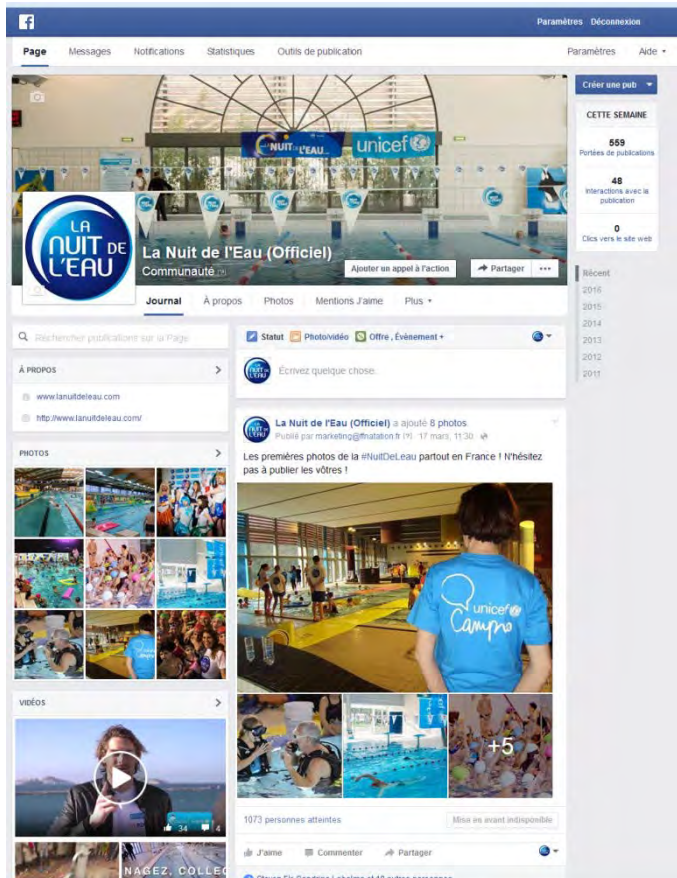 Paramètres Déconnexion
Page Messages Notifications Statistiques Outils de publication Paramètres Aide
Créer une pub
CETTE SEMAINE
559
Portées de publications
48
Interactions avec la publication
0
Clics vers le site web
Récent
2016
2015
2014
2013
2012
2011
NUIT DE L'EAU
unicef
LA NUIT DE L'EAU
La Nuit de l'Eau (Officiel)
Communauté [?]
Ajouter un appel à l'action
Partager
Journal À propos Photos Mentions J'aime Plus
Rechercher publications sur la Page
À PROPOS
www.lanuitdeleau.com
http://www.lanuitdeleau.com/
PHOTOS
VIDÉOS
34 4
NAGEZ, COLLEC
Statut Photo/vidéo Offre, Évènement +
Écrivez quelque chose.
La Nuit de l'Eau (Officiel) a ajouté 8 photos
Publié par marketing@ffnatation.fr [?] 17 mars, 11:30
Les premières photos de la #NuitDeLeau partout en France ! N'hésitez
pas à publier les vôtres !
unicef
Campne
+5
1073 personnes atteintes
Mise en avant indisponible
J'aime Commenter Partager